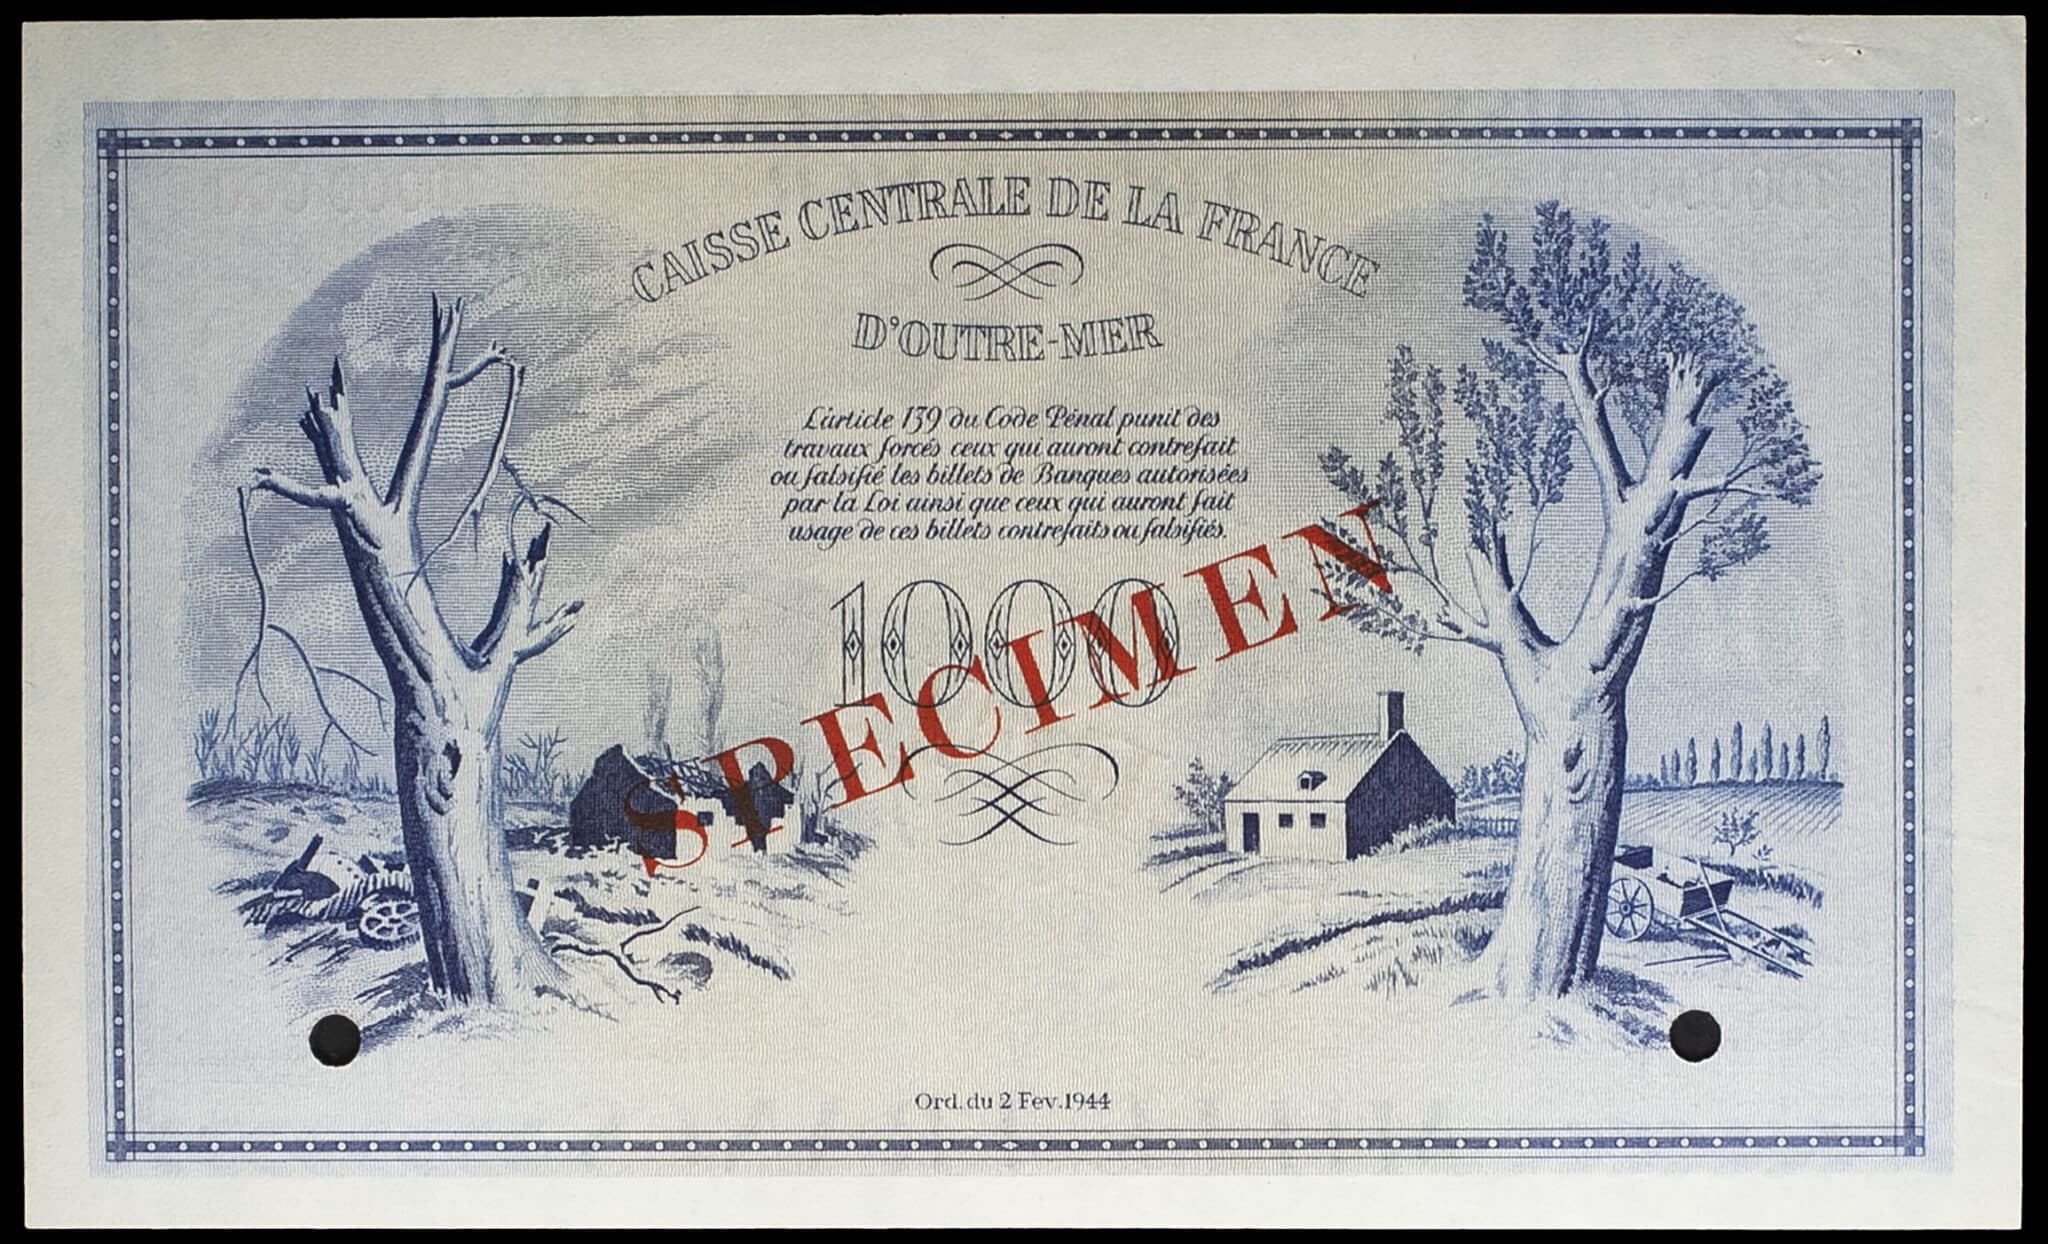 CAISSE CENTRALE DE LA FRANCE
D'OUTRE-MER
L'article 139 du Code Pénal punit des
travaux forcés ceux qui auront contrefait
ou falsifié les billets de Banques autorisées
par la Loi ainsi que ceux qui auront fait
usage de ces billets contrefaits ou falsifiés.
1000
SPECIMEN
Ord. du 2 Fev. 1944